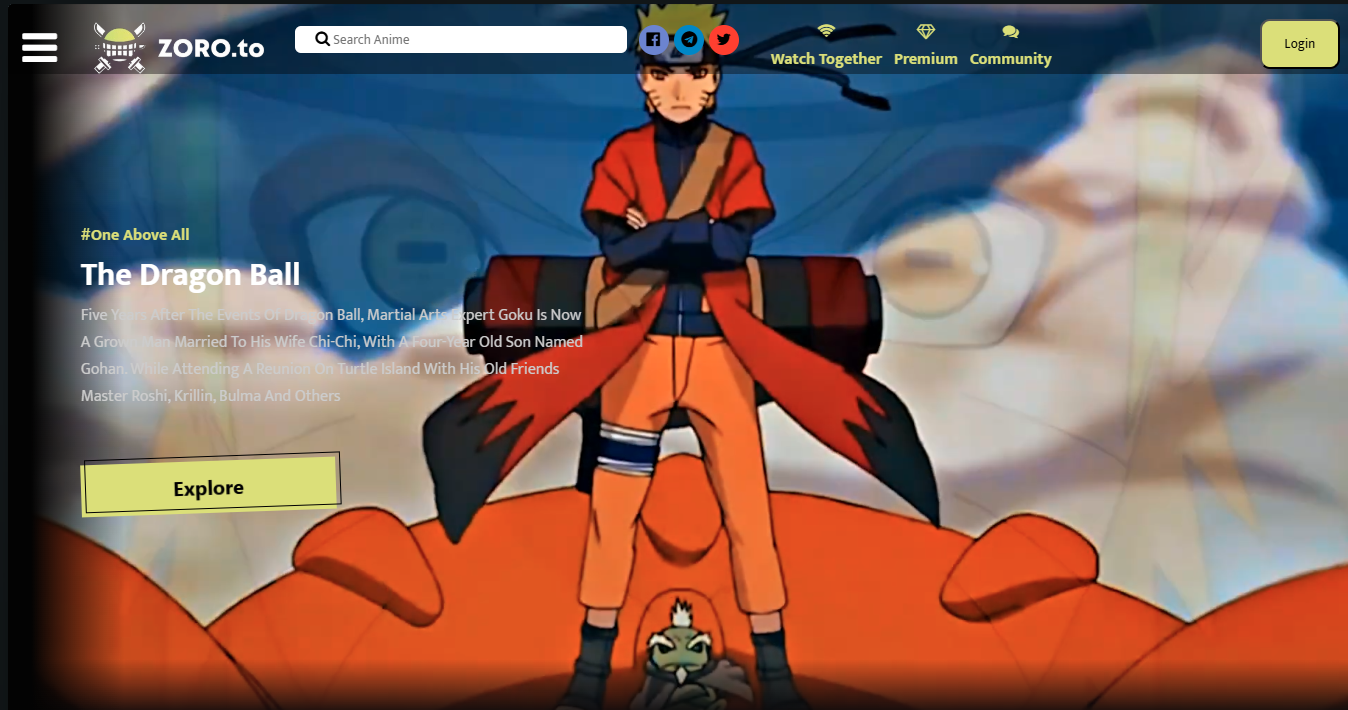 ZORO.to
Search Anime
Watch Together
Premium
Community
Login
#One Above All
The Dragon Ball
Five Years After The Events Of Dragon Ball, Martial Arts Expert Goku Is Now
A Grown Man Married To His Wife Chi-Chi, With A Four-Year Old Son Named
Gohan. While Attending A Reunion On Turtle Island With His Old Friends
Master Roshi, Krillin, Bulma And Others
Explore